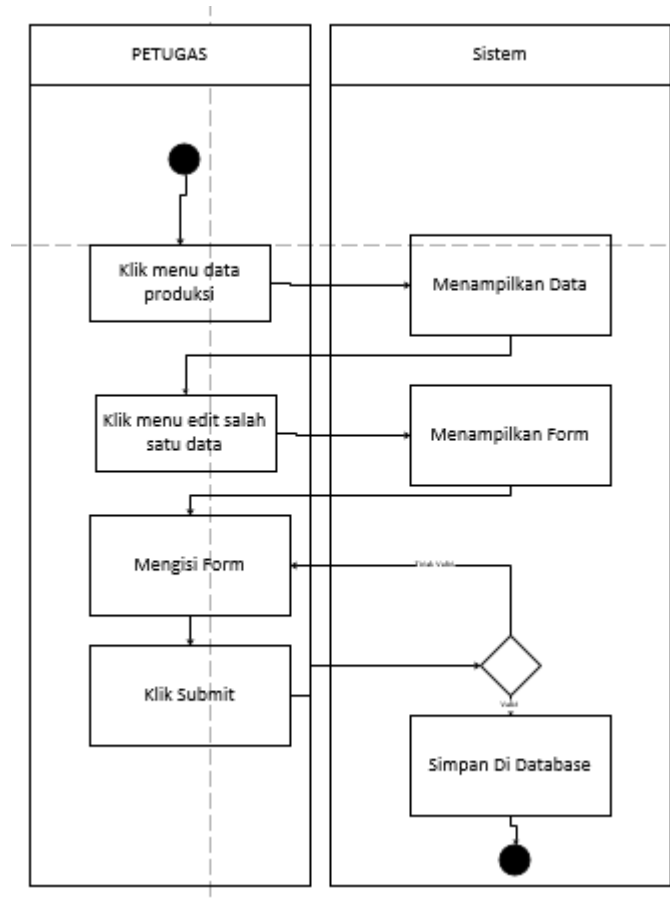 PETUGAS
Sistem
Klik menu data
produksi
Menampilkan Data
Klik menu edit salah
satu data
Menampilkan Form
Mengisi Form
Tidak Valid
Klik Submit
Valid
Simpan Di Database